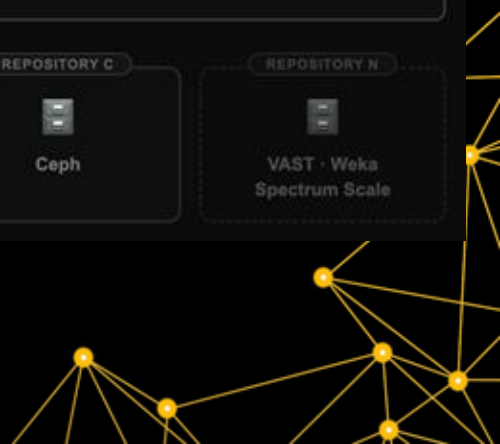 REPOSITORY C
Ceph
REPOSITORY N
VAST · Weka
Spectrum Scale